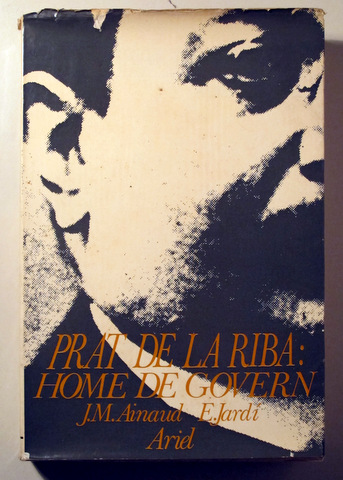 PRAT DE LA RIBA:
HOME DE GOVERN
J.M. Ainaud E. Jardí
Ariel